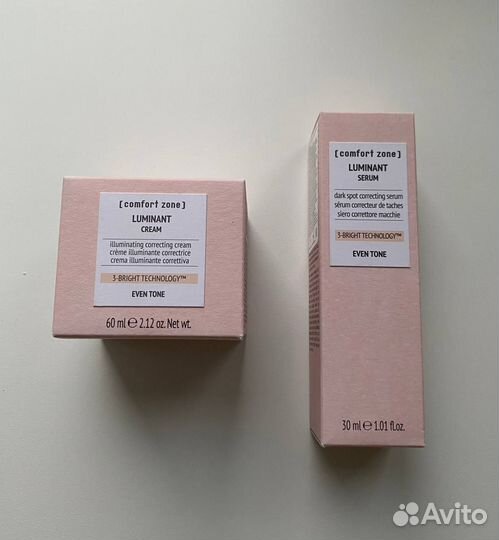 [ comfort zone ]
LUMINANT
CREAM
illuminating correcting cream
crème illuminante correctrice
crema illuminante correttiva
3-BRIGHT TECHNOLOGY™
EVEN TONE
60 ml ℮ 2.12 oz. Net wt.
[ comfort zone ]
LUMINANT
SERUM
dark spot correcting serum
sérum correcteur de taches
siero correttore macchie
3-BRIGHT TECHNOLOGY™
EVEN TONE
30 ml ℮ 1.01 fl.oz.
Avito